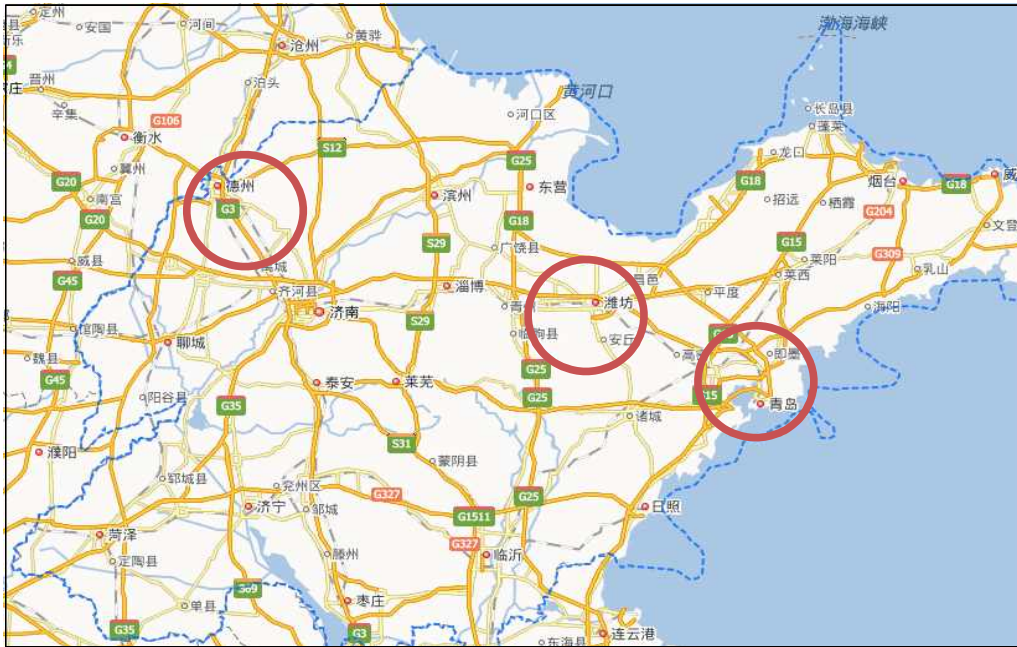 定州
安国
河间
沧州
黄骅
渤海海峡
晋州
辛集
泊头
G106
衡水
黄河口
河口区
长岛县
蓬莱
S12
冀州
G20
南宫
G20
德州
G3
滨州
G25
东营
G18
龙口
G18
招远
栖霞
烟台
G18
威
G204
文登
G18
S29
广饶县
G15
莱阳
G309
莱西
乳山
威县
G45
禹城
齐河县
济南
淄博
青州
潍坊
昌邑
平度
海阳
馆陶县
聊城
S29
临朐县
安丘
即墨
魏县
G45
泰安
莱芜
G25
G25
G15
青岛
阳谷县
G35
诸城
濮阳
S31
蒙阴县
郓城县
兖州区
G327
济宁
邹城
G1511
G25
日照
菏泽
定陶县
滕州
G327
临沂
单县
枣庄
G35
G3
东海县
连云港